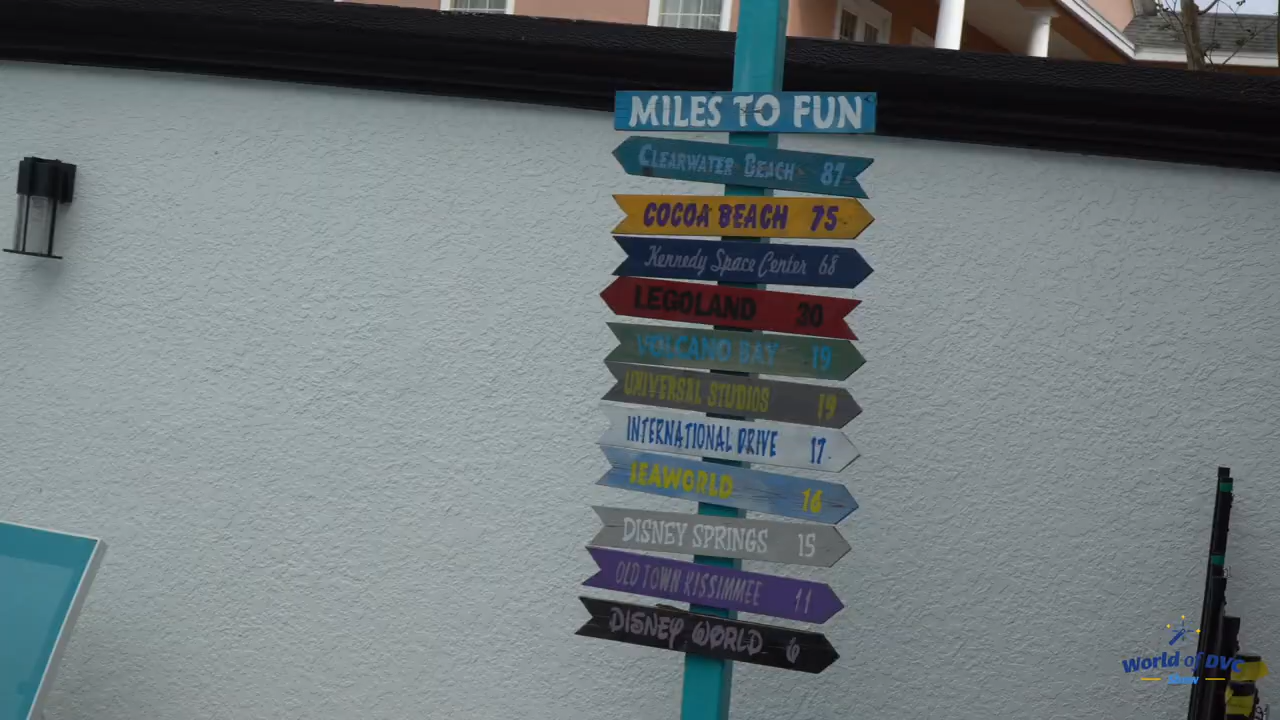 MILES TO FUN
CLEARWATER BEACH 87
COCOA BEACH 75
Kennedy Space Center 68
LEGOLAND 30
VOLCANO BAY 19
UNIVERSAL STUDIOS 19
INTERNATIONAL DRIVE 17
SEAWORLD 16
DISNEY SPRINGS 15
OLD TOWN KISSIMMEE 11
DISNEY WORLD 6
World of DVC
show